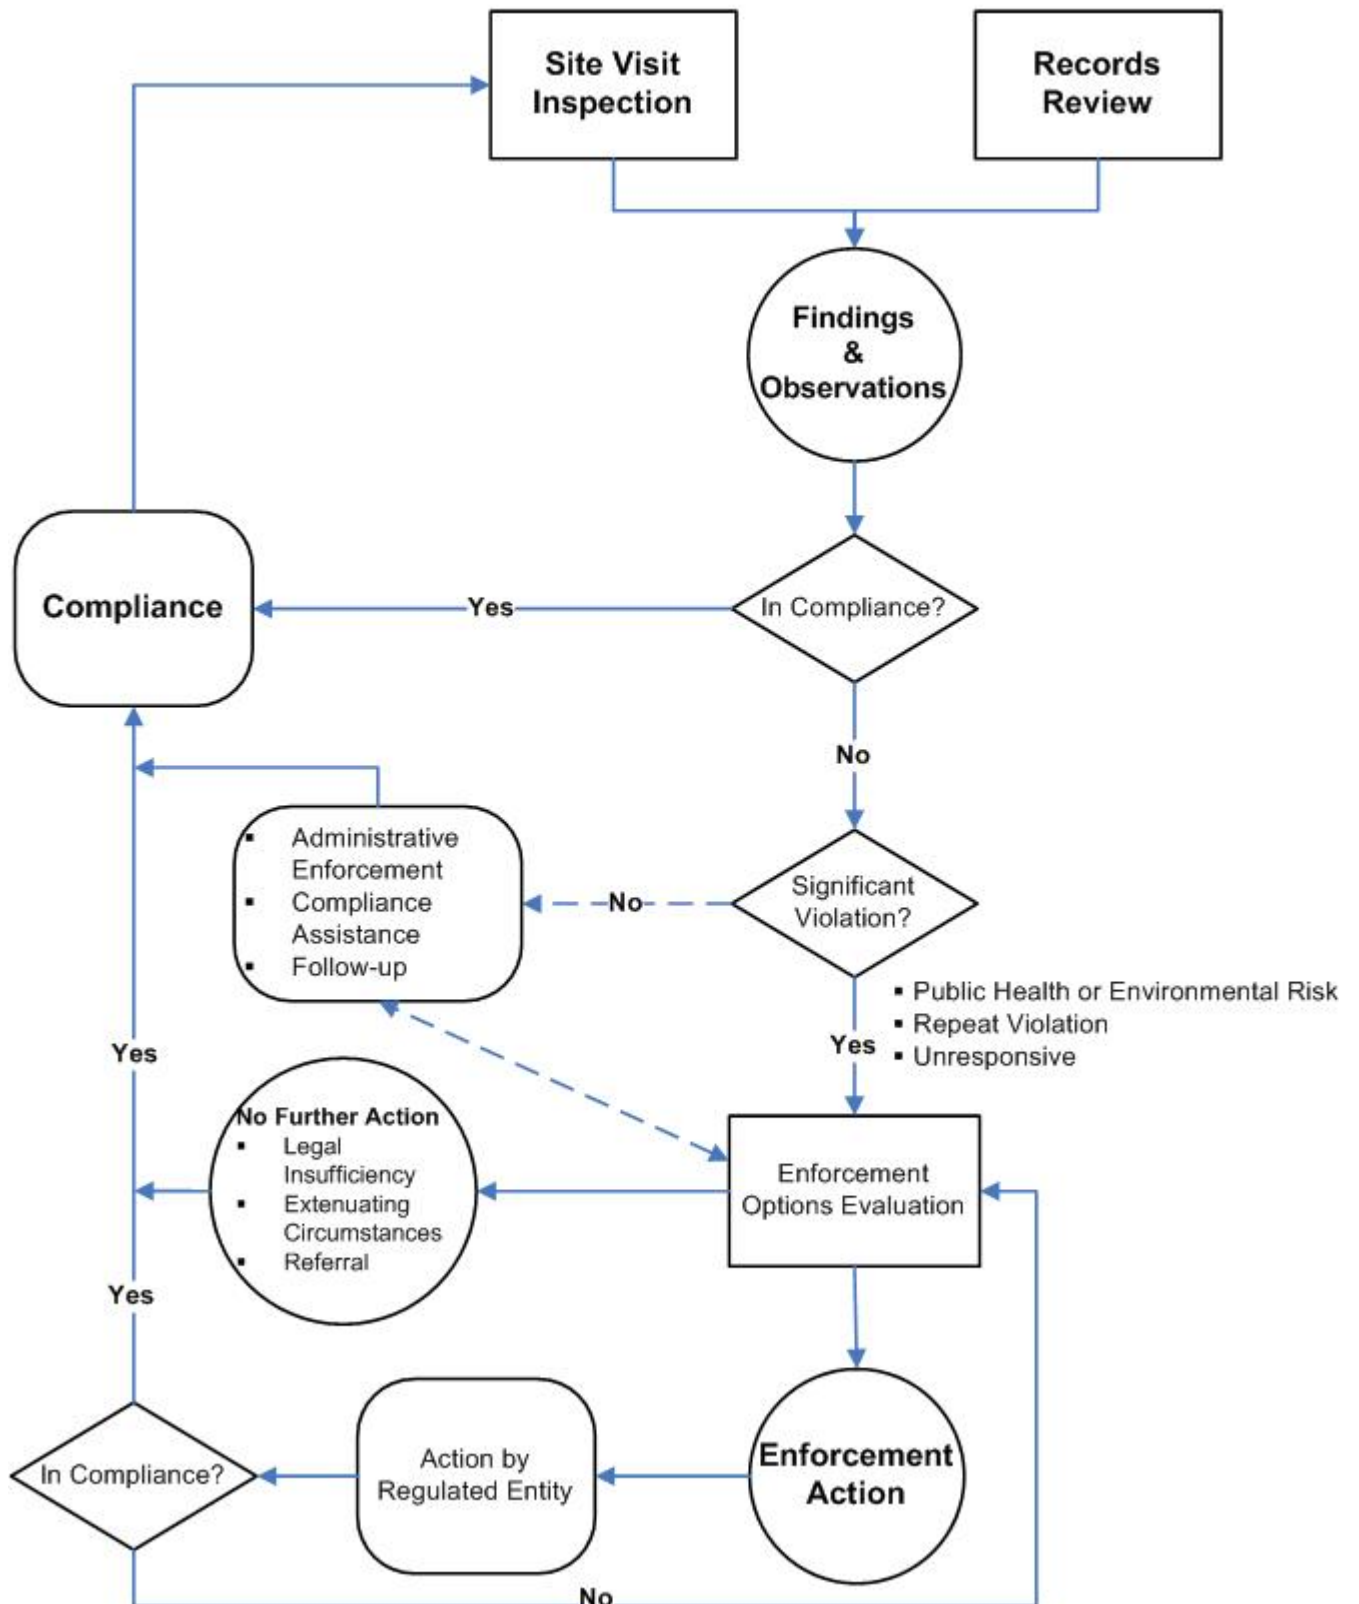 Site Visit
Inspection
Records
Review
Findings
&
Observations
In Compliance?
Yes
Compliance
No
Significant
Violation?
No
▪ Administrative
Enforcement
▪ Compliance
Assistance
▪ Follow-up
Yes
▪ Public Health or Environmental Risk
▪ Repeat Violation
▪ Unresponsive
Yes
Enforcement
Options Evaluation
No Further Action
▪ Legal
Insufficiency
▪ Extenuating
Circumstances
▪ Referral
Yes
Enforcement
Action
Action by
Regulated Entity
In Compliance?
No